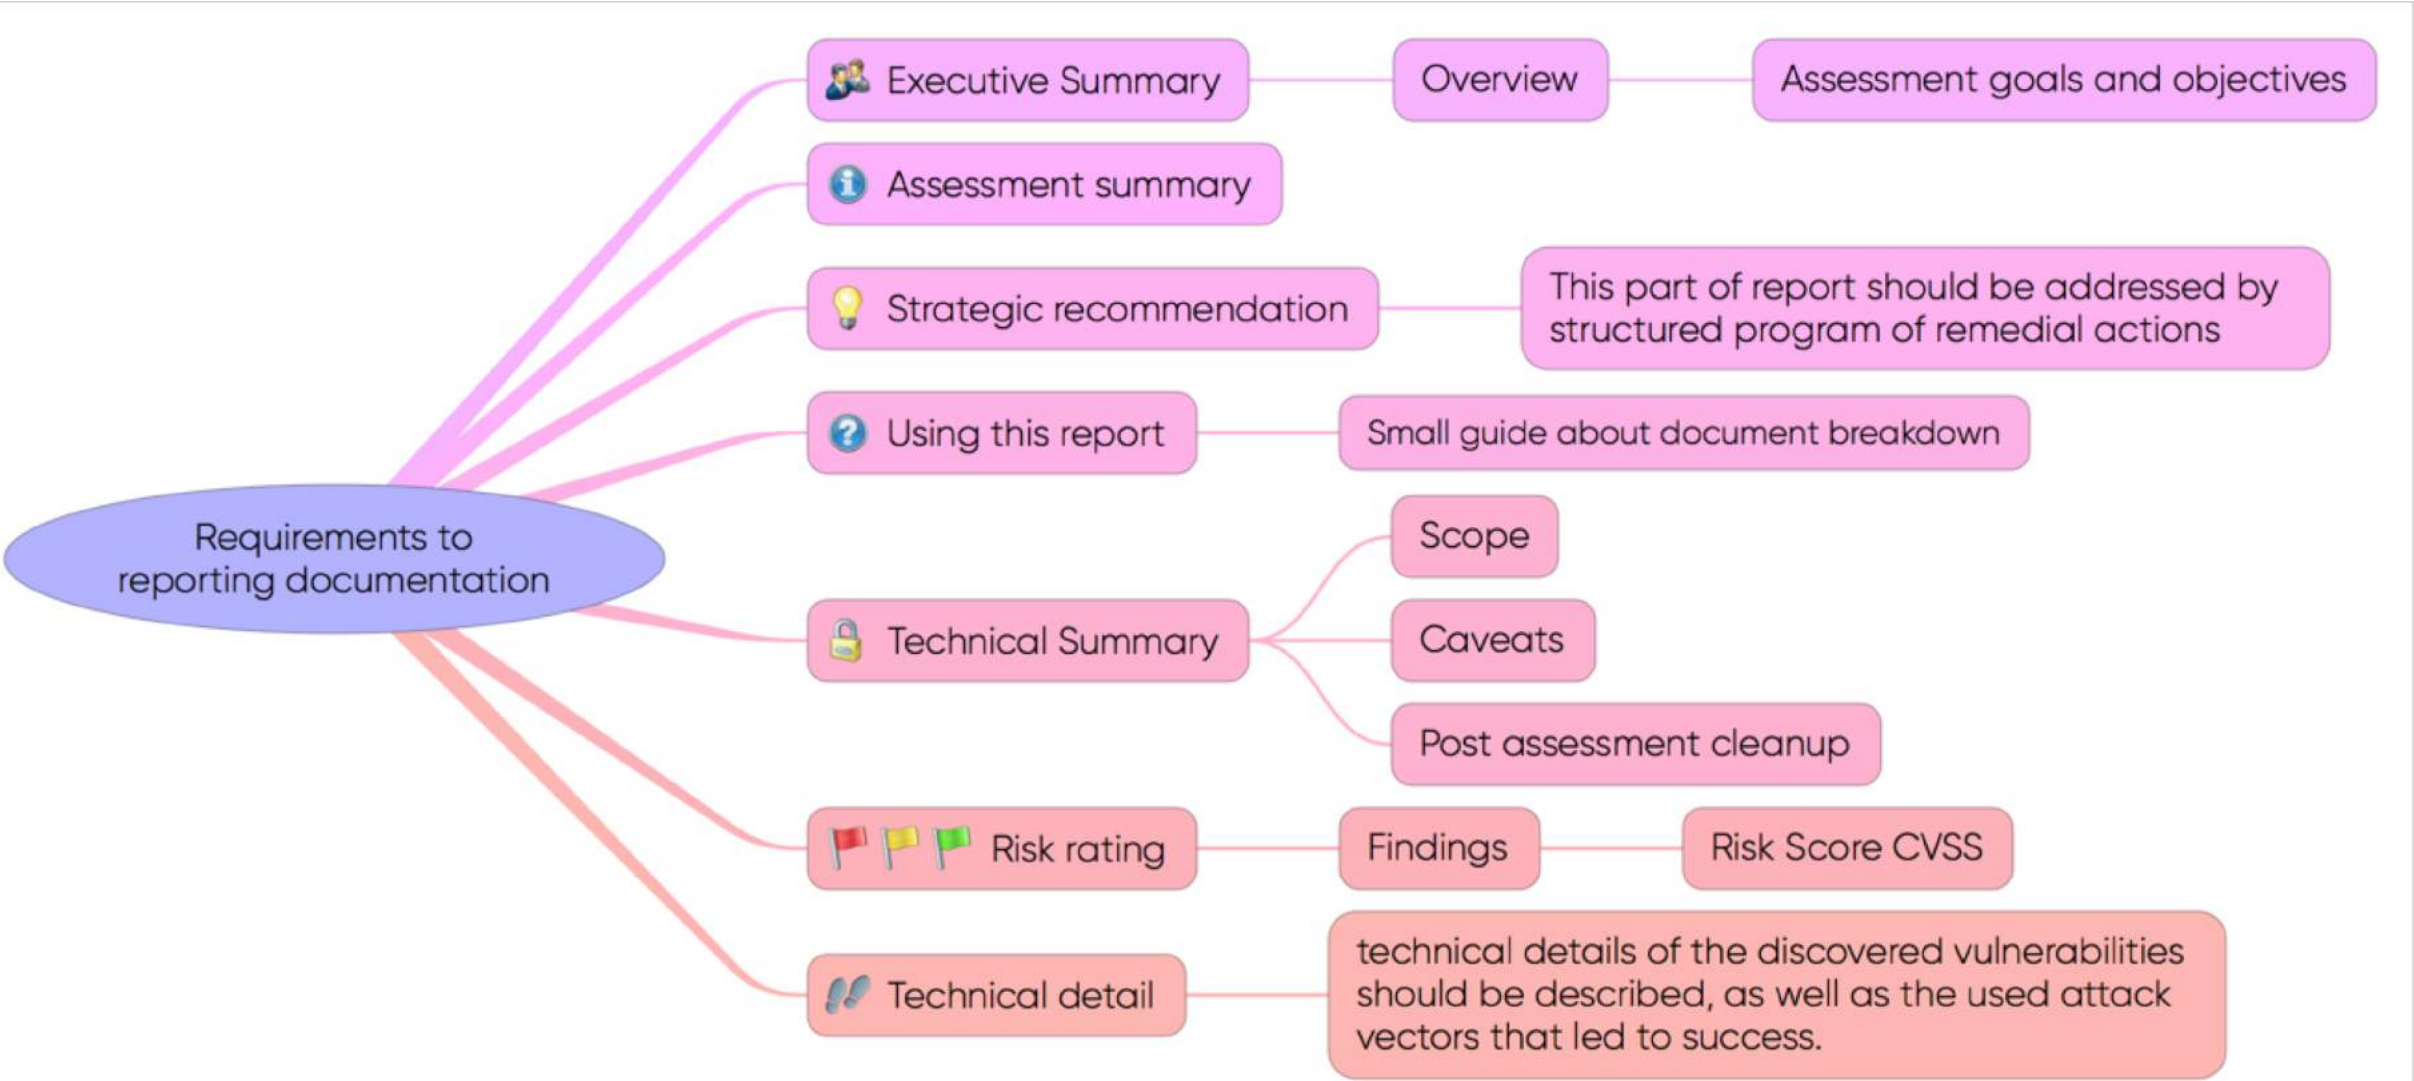 Executive Summary
Overview
Assessment goals and objectives
Assessment summary
Strategic recommendation
This part of report should be addressed by
structured program of remedial actions
Using this report
Small guide about document breakdown
Requirements to
reporting documentation
Technical Summary
Scope
Caveats
Post assessment cleanup
Risk rating
Findings
Risk Score CVSS
Technical detail
technical details of the discovered vulnerabilities
should be described, as well as the used attack
vectors that led to success.